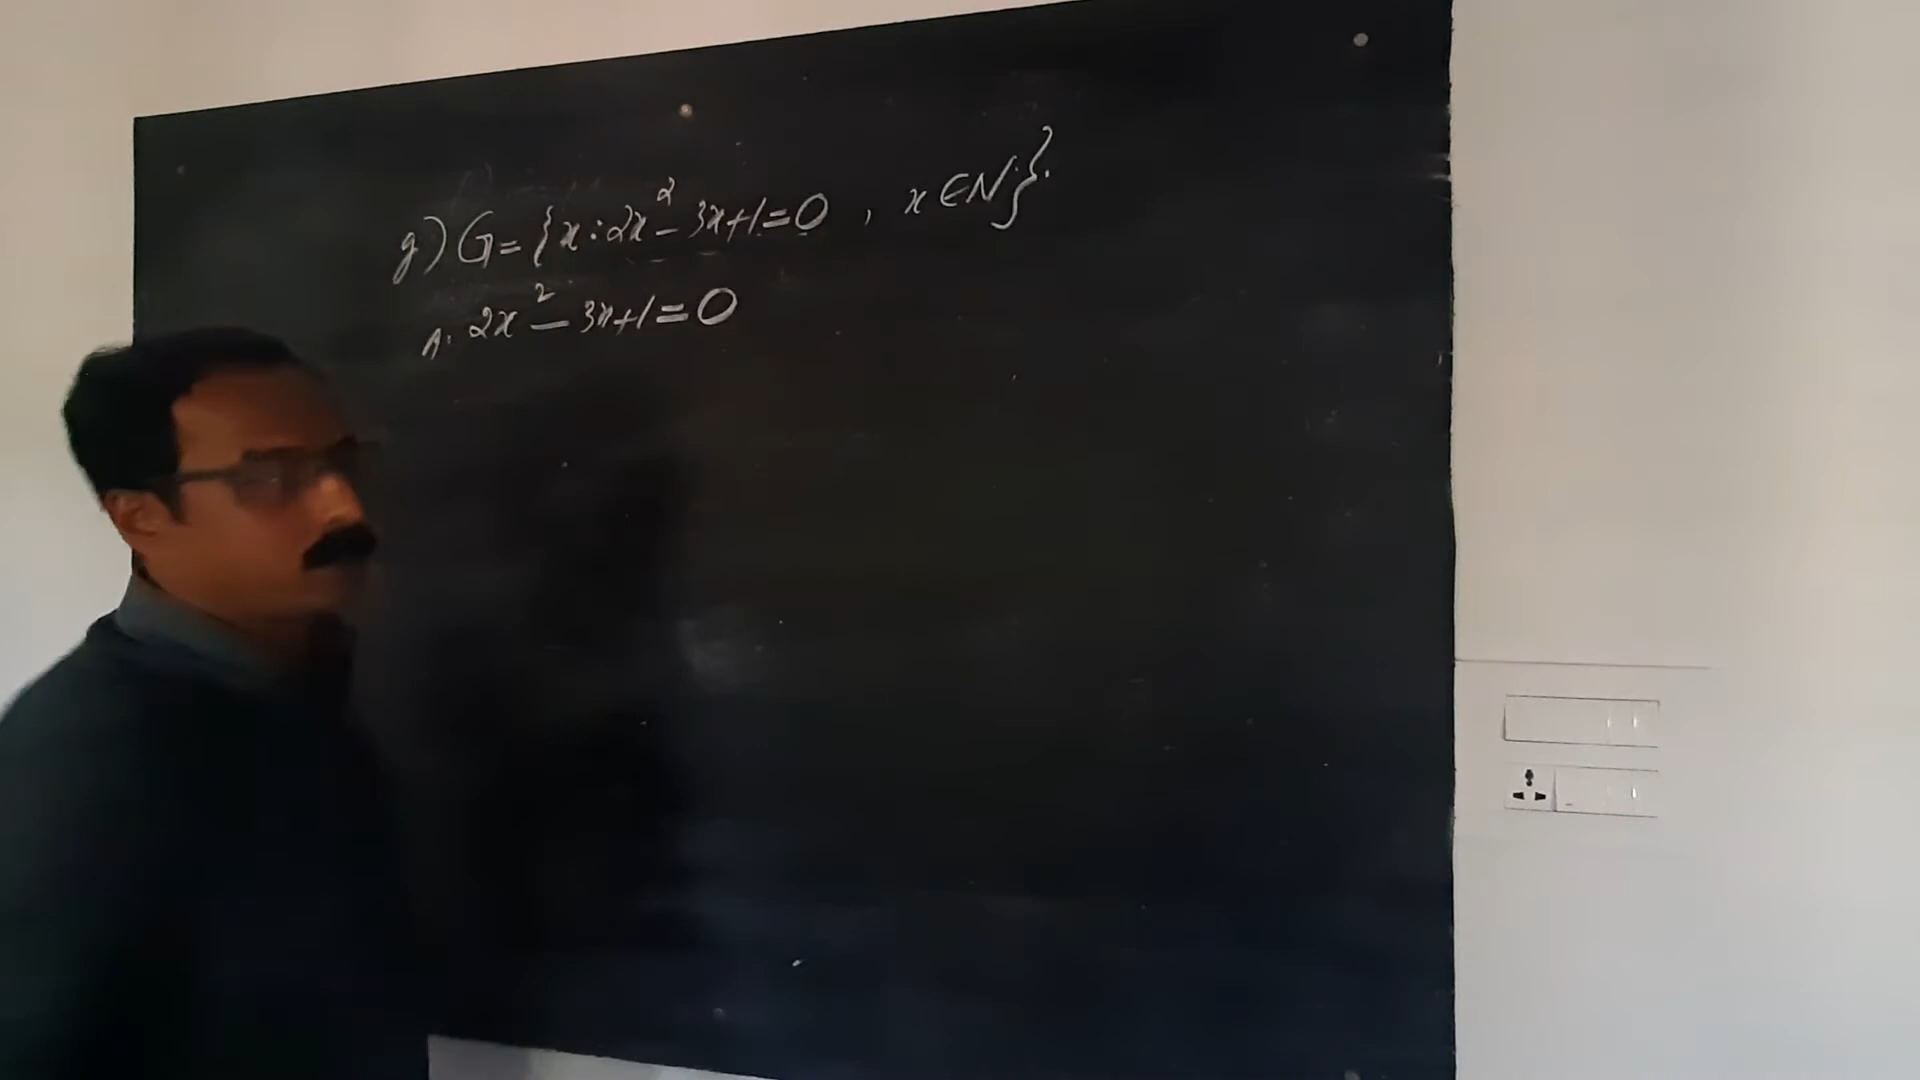 g) G = {x : 2x² - 3x + 1 = 0 , x ∈ N}.
A: 2x² - 3x + 1 = 0